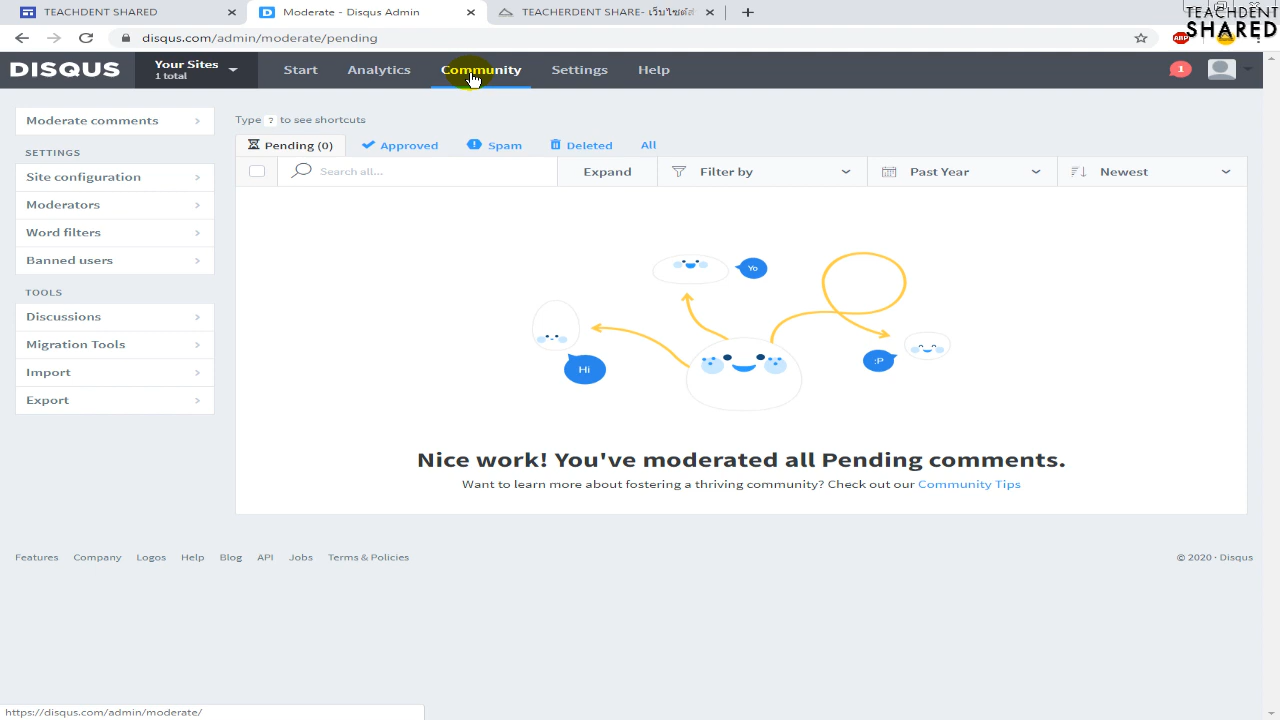 TEACHDENT SHARED
Moderate - Disqus Admin
TEACHERDENT SHARE- เว็บไซต์ส
TEACHDENT
SHARED
disqus.com/admin/moderate/pending
ABP
DISQUS
Your Sites
1 total
Start
Analytics
Community
Settings
Help
1
Moderate comments
SETTINGS
Site configuration
Moderators
Word filters
Banned users
TOOLS
Discussions
Migration Tools
Import
Export
Type ? to see shortcuts
Pending (0)
Approved
Spam
Deleted
All
Search all...
Expand
Filter by
Past Year
Newest
Yo
Hi
:P
Nice work! You've moderated all Pending comments.
Want to learn more about fostering a thriving community? Check out our Community Tips
Features
Company
Logos
Help
Blog
API
Jobs
Terms & Policies
© 2020 · Disqus
https://disqus.com/admin/moderate/